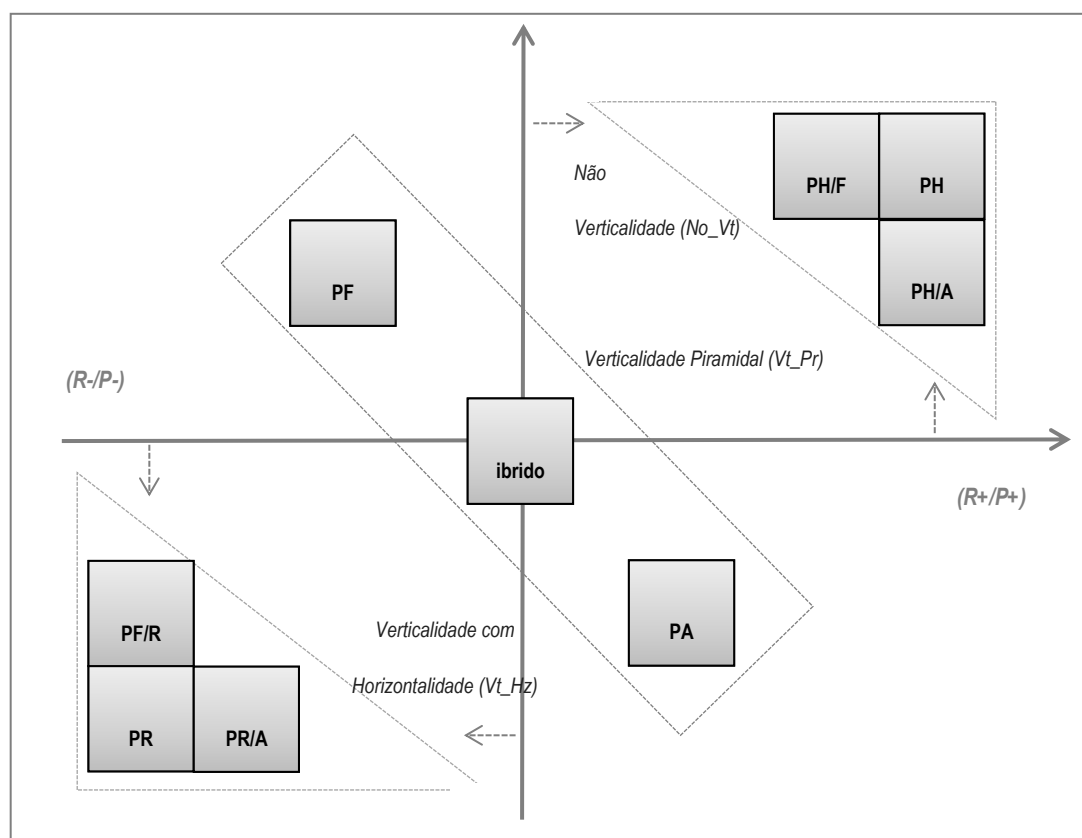 Não
PH/F
PH
Verticalidade (No_Vt)
PF
PH/A
Verticalidade Piramidal (Vt_Pr)
(R-/P-)
ibrido
(R+/P+)
PF/R
Verticalidade com
PA
Horizontalidade (Vt_Hz)
PR
PR/A